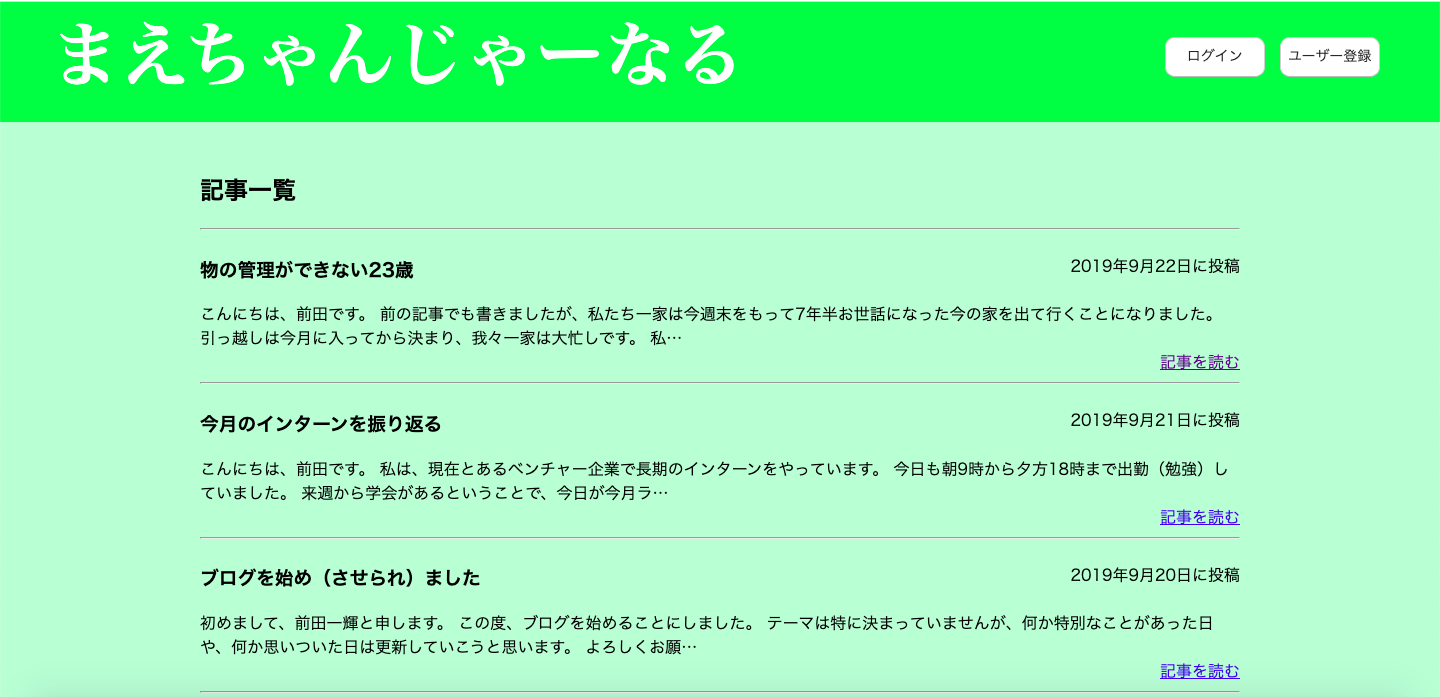 まえちゃんじゃーなる
ログイン
ユーザー登録
記事一覧
物の管理ができない23歳
2019年9月22日に投稿
こんにちは、前田です。 前の記事でも書きましたが、私たち一家は今週末をもって7年半お世話になった今の家を出て行くことになりました。
引っ越しは今月に入ってから決まり、我々一家は大忙しです。 私…
記事を読む
今月のインターンを振り返る
2019年9月21日に投稿
こんにちは、前田です。 私は、現在とあるベンチャー企業で長期のインターンをやっています。 今日も朝9時から夕方18時まで出勤（勉強）し
ていました。 来週から学会があるということで、今日が今月ラ…
記事を読む
ブログを始め（させられ）ました
2019年9月20日に投稿
初めまして、前田一輝と申します。 この度、ブログを始めることにしました。 テーマは特に決まっていませんが、何か特別なことがあった日
や、何か思いついた日は更新していこうと思います。 よろしくお願…
記事を読む